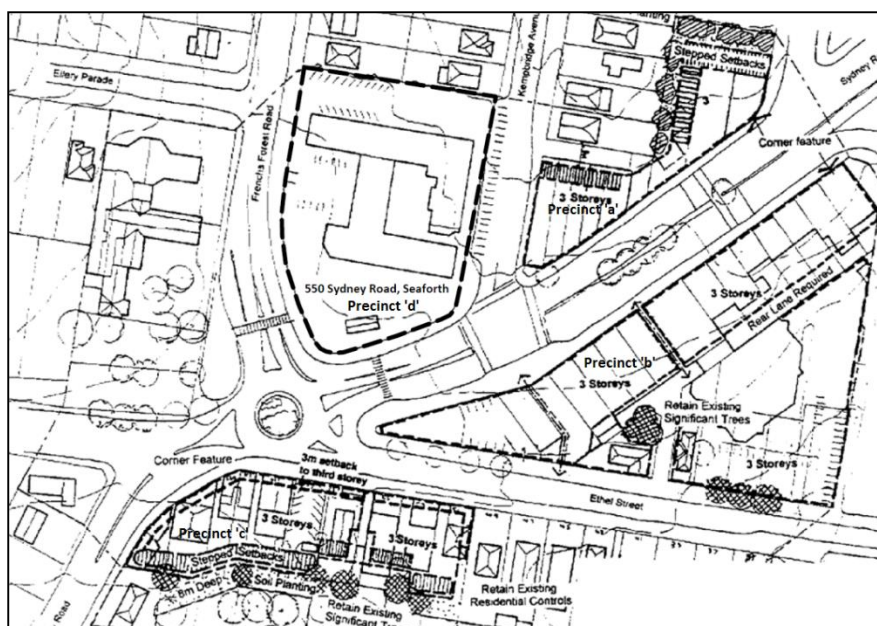 Planting
Stepped Setbacks
Ellery Parade
Kempbridge Avenue
Sydney R
3
Frenchs Forest Road
Corner feature
3 Storeys
Precinct 'a'
550 Sydney Road, Seaforth
Precinct 'd'
3 Storeys
Rear Lane Required
Precinct 'b'
3 Storeys
Retain Existing
Significant Trees
Corner Feature
3m setback
to third storey
3 Storeys
Ethel Street
Precinct 'c'
3 Storeys
3 Storeys
Stepped Setbacks
8m Deep
Soil Planting
Retain Existing
Significant Trees
Retain Existing
Residential Controls
Road